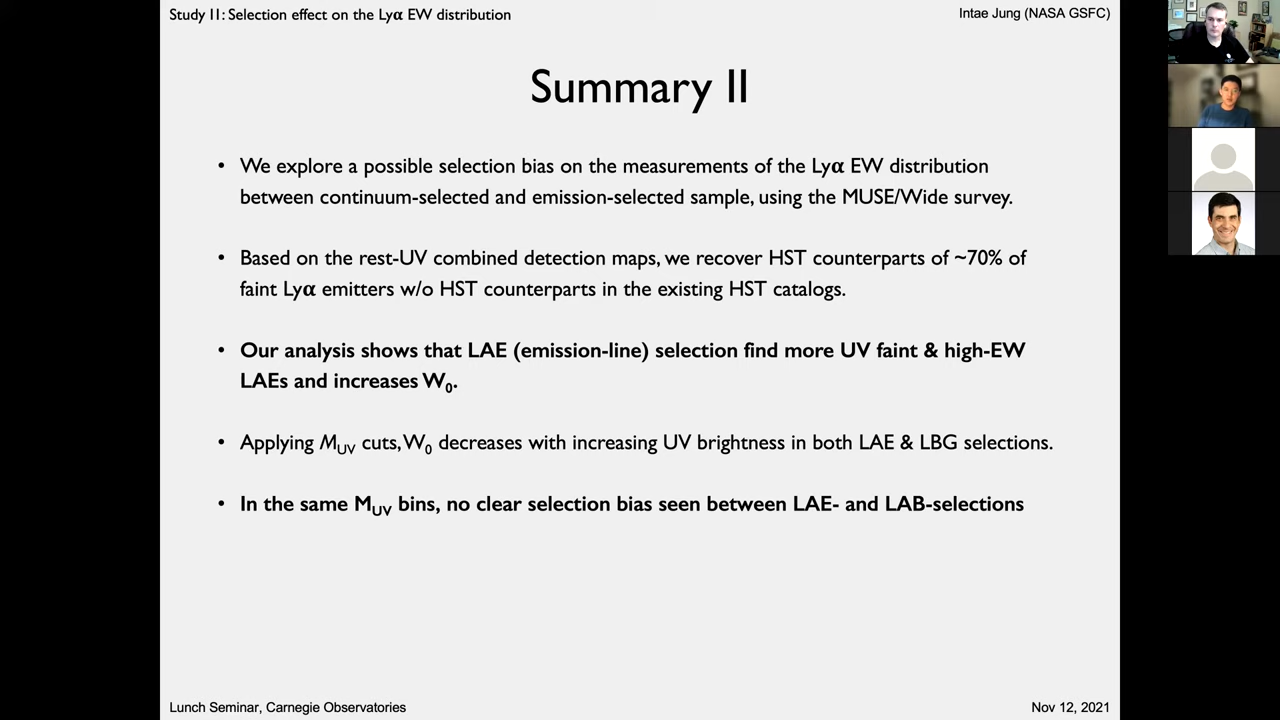 Study II: Selection effect on the Lyα EW distribution
Intae Jung (NASA GSFC)
Summary II
• We explore a possible selection bias on the measurements of the Lyα EW distribution
between continuum-selected and emission-selected sample, using the MUSE/Wide survey.
• Based on the rest-UV combined detection maps, we recover HST counterparts of ~70% of
faint Lyα emitters w/o HST counterparts in the existing HST catalogs.
• Our analysis shows that LAE (emission-line) selection find more UV faint & high-EW
LAEs and increases W0.
• Applying MUV cuts, W0 decreases with increasing UV brightness in both LAE & LBG selections.
• In the same MUV bins, no clear selection bias seen between LAE- and LAB-selections
Lunch Seminar, Carnegie Observatories
Nov 12, 2021